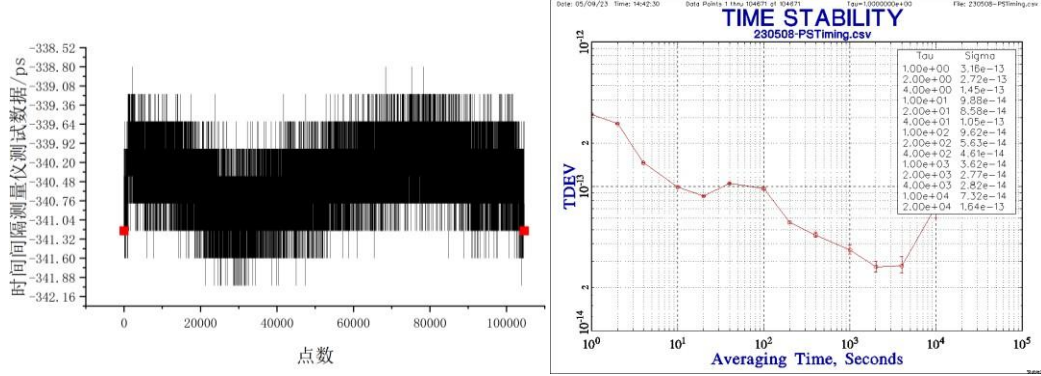 时间间隔测量仪测试数据/ps
-338.52
-338.80
-339.08
-339.36
-339.64
-339.92
-340.20
-340.48
-340.76
-341.04
-341.32
-341.60
-341.88
-342.16
0
20000
40000
60000
80000
100000
点数
Date: 05/09/23 Time: 14:42:30 Data Points 1 thru 104671 of 104671 Tau=1.0000000e+00 File: 230508-PSTiming.csv
TIME STABILITY
230508-PSTiming.csv
Tau Sigma
1.00e+00 3.16e-13
2.00e+00 2.72e-13
4.00e+00 1.45e-13
1.00e+01 9.88e-14
2.00e+01 8.58e-14
4.00e+01 1.05e-13
1.00e+02 9.62e-14
2.00e+02 5.63e-14
4.00e+02 4.61e-14
1.00e+03 3.62e-14
2.00e+03 2.77e-14
4.00e+03 2.82e-14
1.00e+04 7.32e-14
2.00e+04 1.64e-13
TDEV
10⁻¹²
2
10⁻¹³
2
10⁻¹⁴
10⁰
10¹
10²
10³
10⁴
10⁵
Averaging Time, Seconds